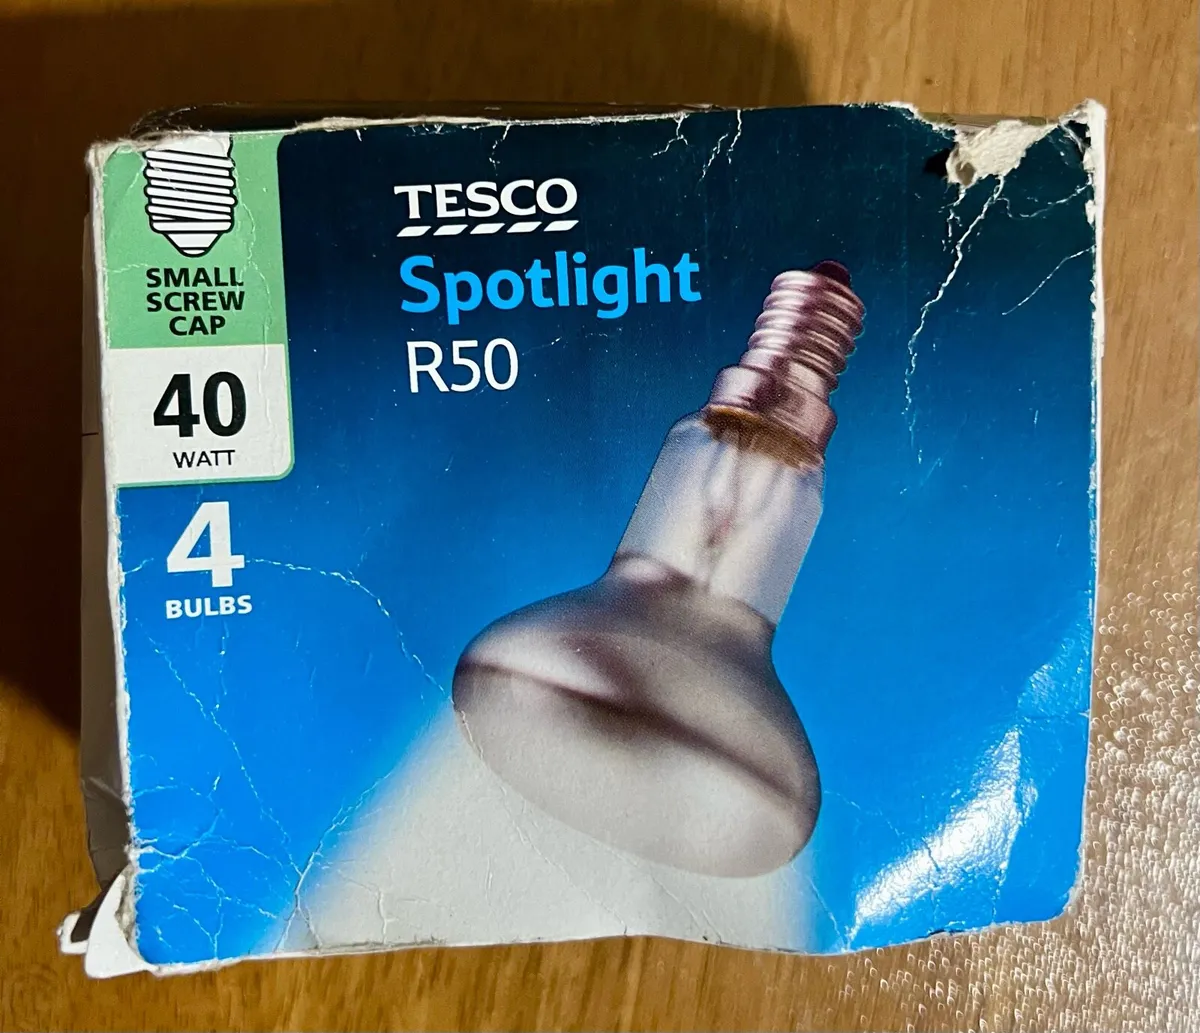 SMALL
SCREW
CAP
40
WATT
4
BULBS
TESCO
Spotlight
R50